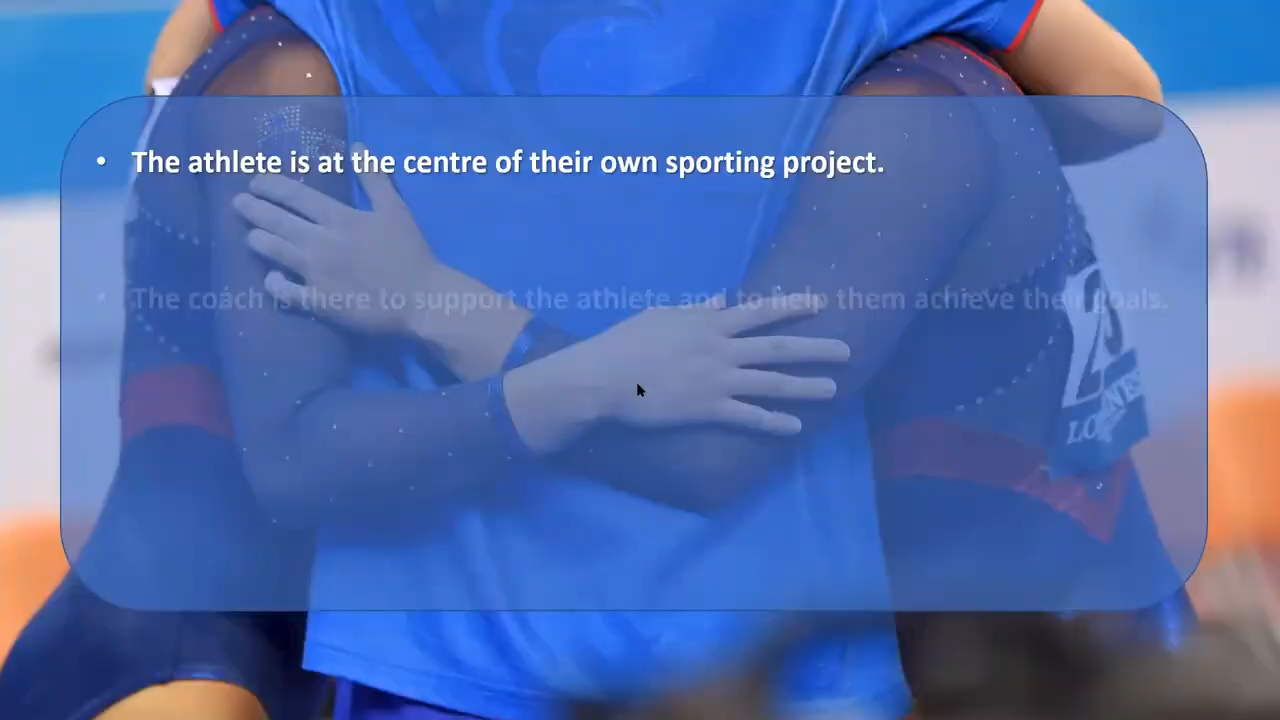 • The athlete is at the centre of their own sporting project.
• The coach is there to support the athlete and to help them achieve their goals.